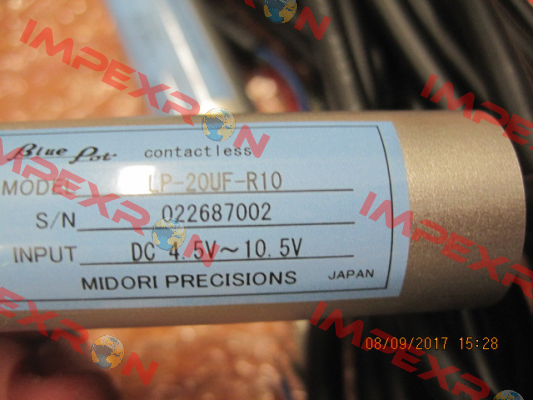 Blue Pot contactless
MODEL LP-20UF-R10
S/N 022687002
INPUT DC 4.5V~10.5V
MIDORI PRECISIONS JAPAN
08/09/2017 15:28
IMPEXRON
IMPEXRON
IMPEXRON
IMPEXRON
IMPEXRON